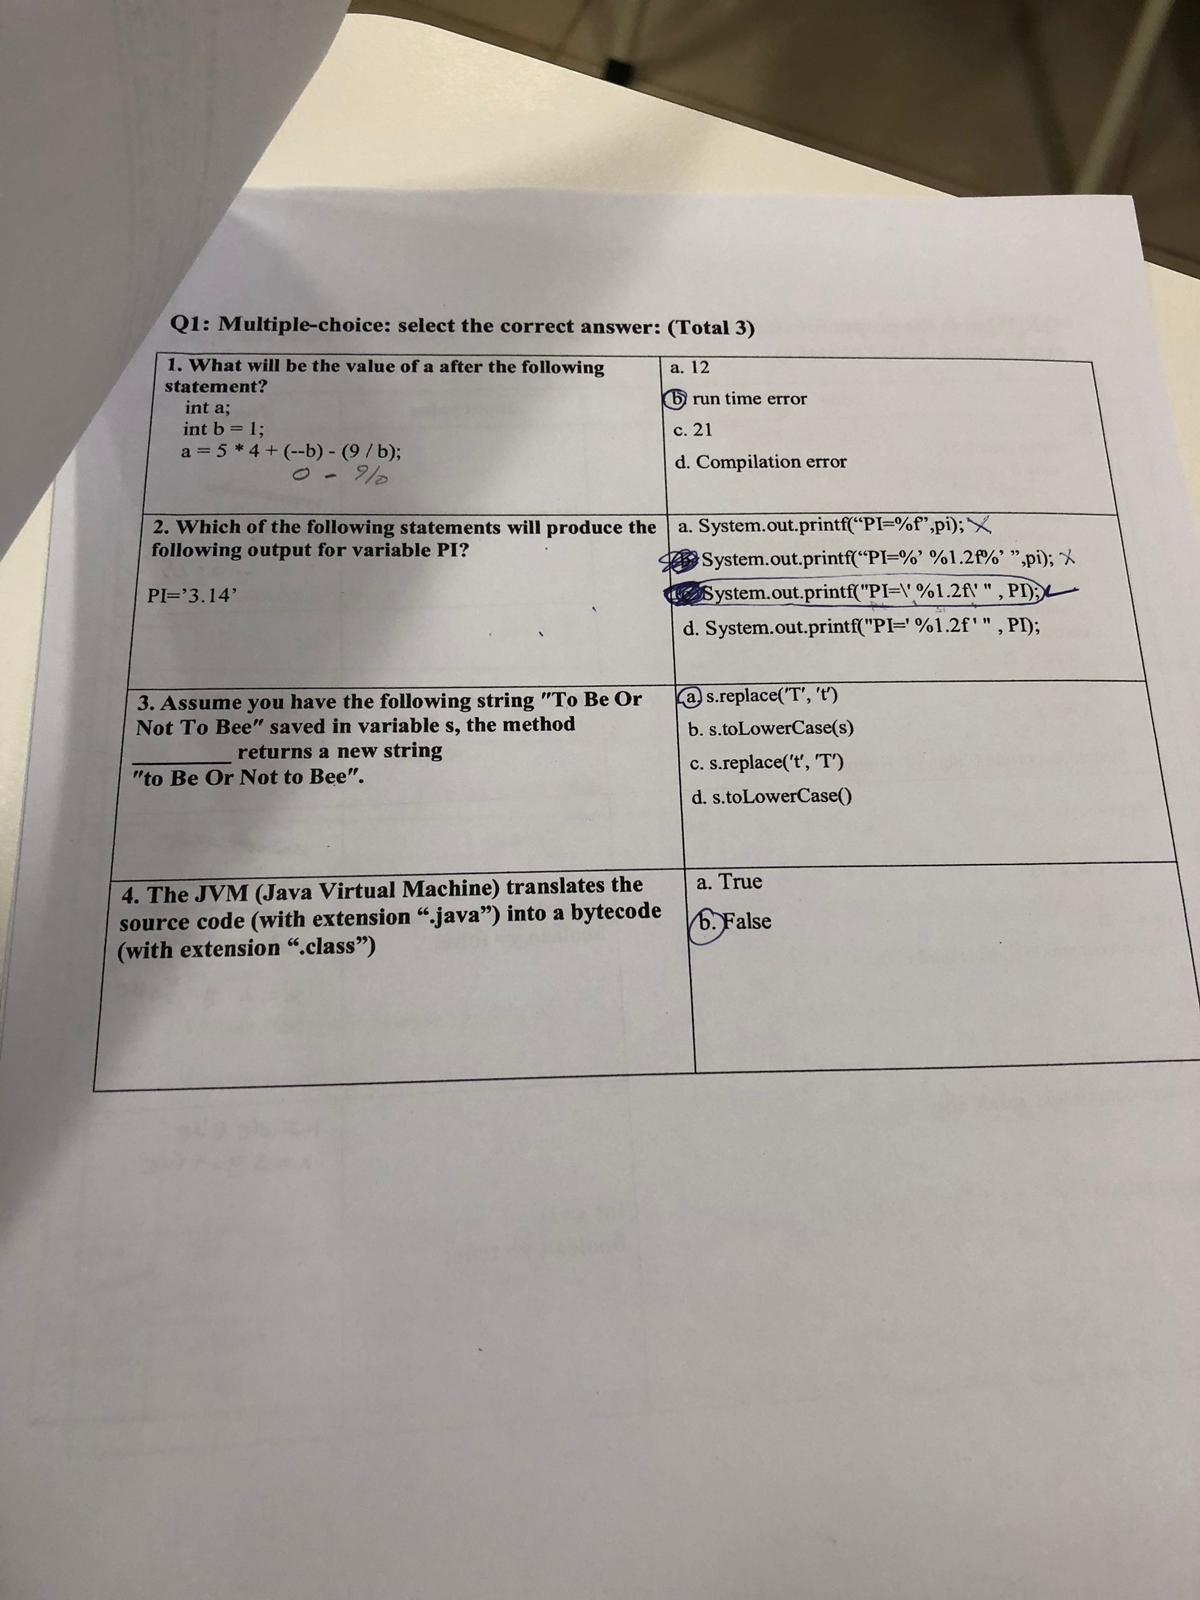 Q1: Multiple-choice: select the correct answer: (Total 3)
1. What will be the value of a after the following
statement?
int a;
int b = 1;
a = 5 * 4 + (--b) - (9 / b);
0 - 9/0
a. 12
b run time error
c. 21
d. Compilation error
2. Which of the following statements will produce the
following output for variable PI?
PI=’3.14’
a. System.out.printf(“PI=%f”,pi); X
System.out.printf(“PI=%’ %1.2f%’ ”,pi); X
System.out.printf("PI=\' %1.2f\' " , PI);
d. System.out.printf("PI=' %1.2f ' " , PI);
3. Assume you have the following string "To Be Or
Not To Bee" saved in variable s, the method
________ returns a new string
"to Be Or Not to Bee".
a. s.replace('T', 't')
b. s.toLowerCase(s)
c. s.replace('t', 'T')
d. s.toLowerCase()
4. The JVM (Java Virtual Machine) translates the
source code (with extension “.java”) into a bytecode
(with extension “.class”)
a. True
b. False